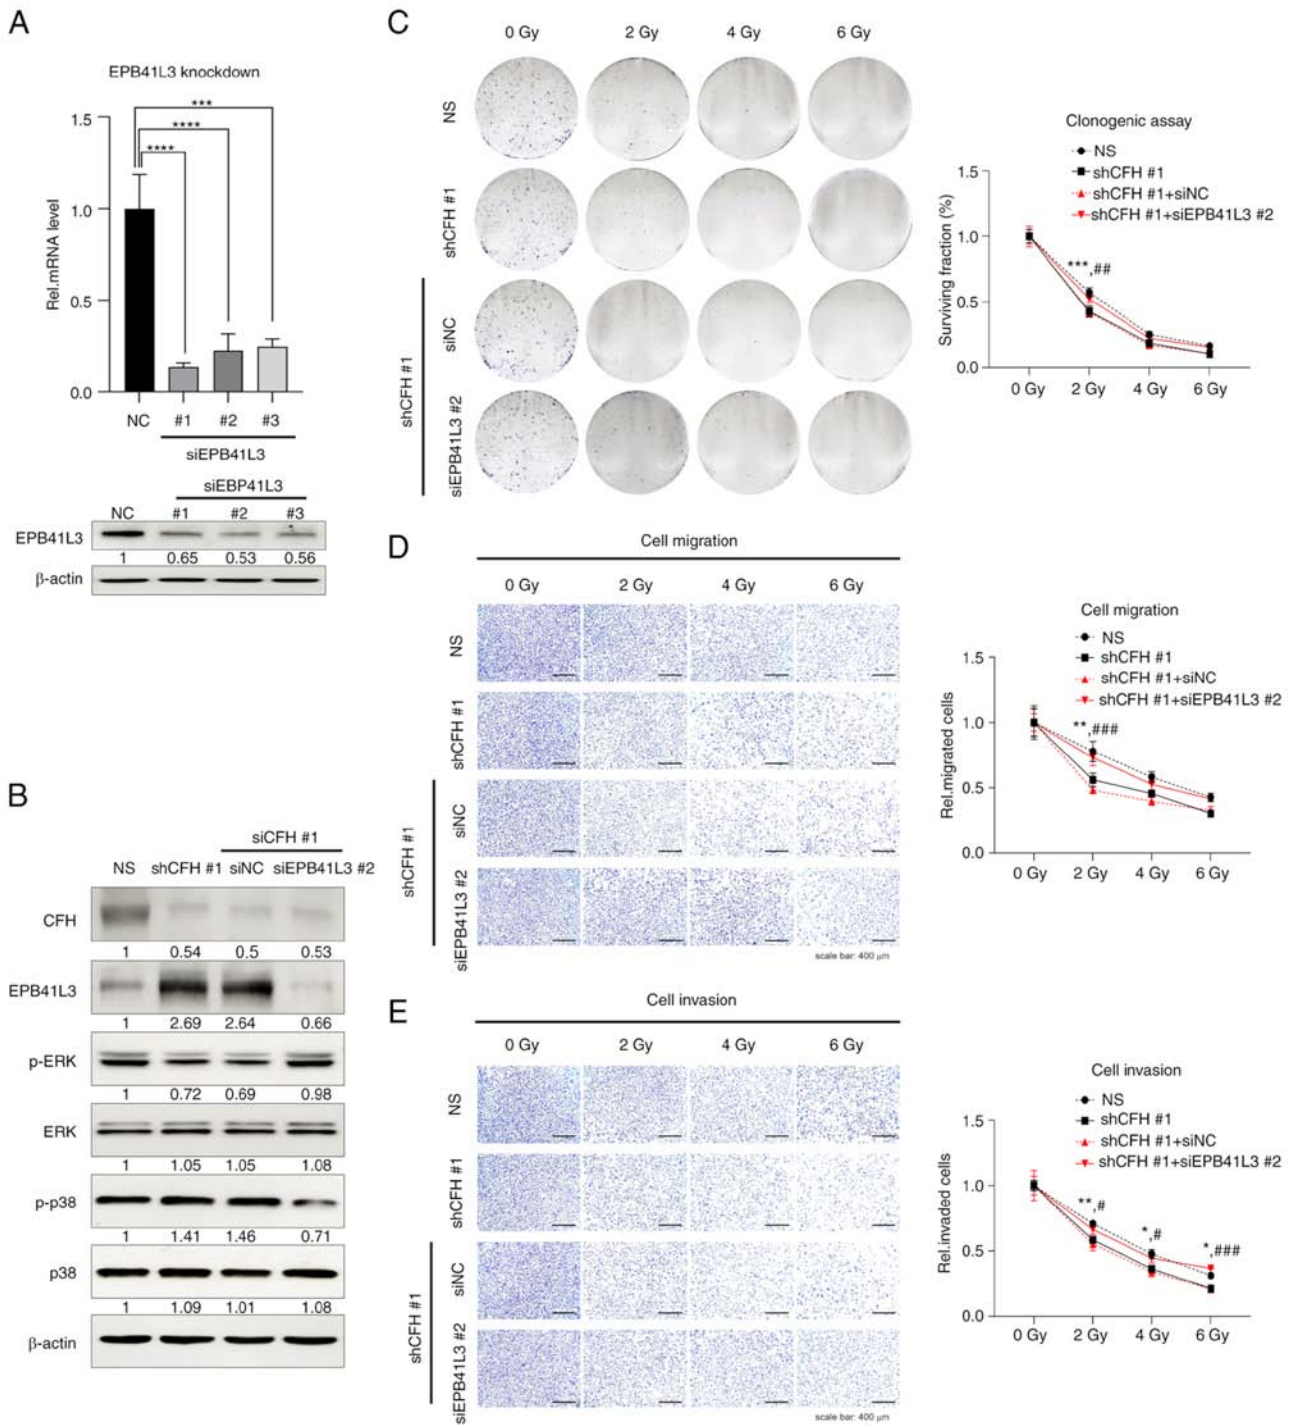 A
EPB41L3 knockdown
***
****
****
1.5
1.0
0.5
0.0
Rel.mRNA level
NC #1 #2 #3
siEPB41L3
siEBP41L3
NC #1 #2 #3
EPB41L3
1 0.65 0.53 0.56
β-actin
B
siCFH #1
NS shCFH #1 siNC siEPB41L3 #2
CFH
1 0.54 0.5 0.53
EPB41L3
1 2.69 2.64 0.66
p-ERK
1 0.72 0.69 0.98
ERK
1 1.05 1.05 1.08
p-p38
1 1.41 1.46 0.71
p38
1 1.09 1.01 1.08
β-actin
C
0 Gy 2 Gy 4 Gy 6 Gy
NS
shCFH #1
siNC
siEPB41L3 #2
shCFH #1
Clonogenic assay
NS
shCFH #1
shCFH #1+siNC
shCFH #1+siEPB41L3 #2
1.5
1.0
0.5
0.0
Surviving fraction (%)
***,##
0 Gy 2 Gy 4 Gy 6 Gy
D
Cell migration
0 Gy 2 Gy 4 Gy 6 Gy
NS
shCFH #1
siNC
siEPB41L3 #2
shCFH #1
scale bar: 400 μm
Cell migration
NS
shCFH #1
shCFH #1+siNC
shCFH #1+siEPB41L3 #2
1.5
1.0
0.5
0.0
Rel.migrated cells
**,###
0 Gy 2 Gy 4 Gy 6 Gy
E
Cell invasion
0 Gy 2 Gy 4 Gy 6 Gy
NS
shCFH #1
siNC
siEPB41L3 #2
shCFH #1
scale bar: 400 μm
Cell invasion
NS
shCFH #1
shCFH #1+siNC
shCFH #1+siEPB41L3 #2
1.5
1.0
0.5
0.0
Rel.invaded cells
**,#
*,#
*,###
0 Gy 2 Gy 4 Gy 6 Gy